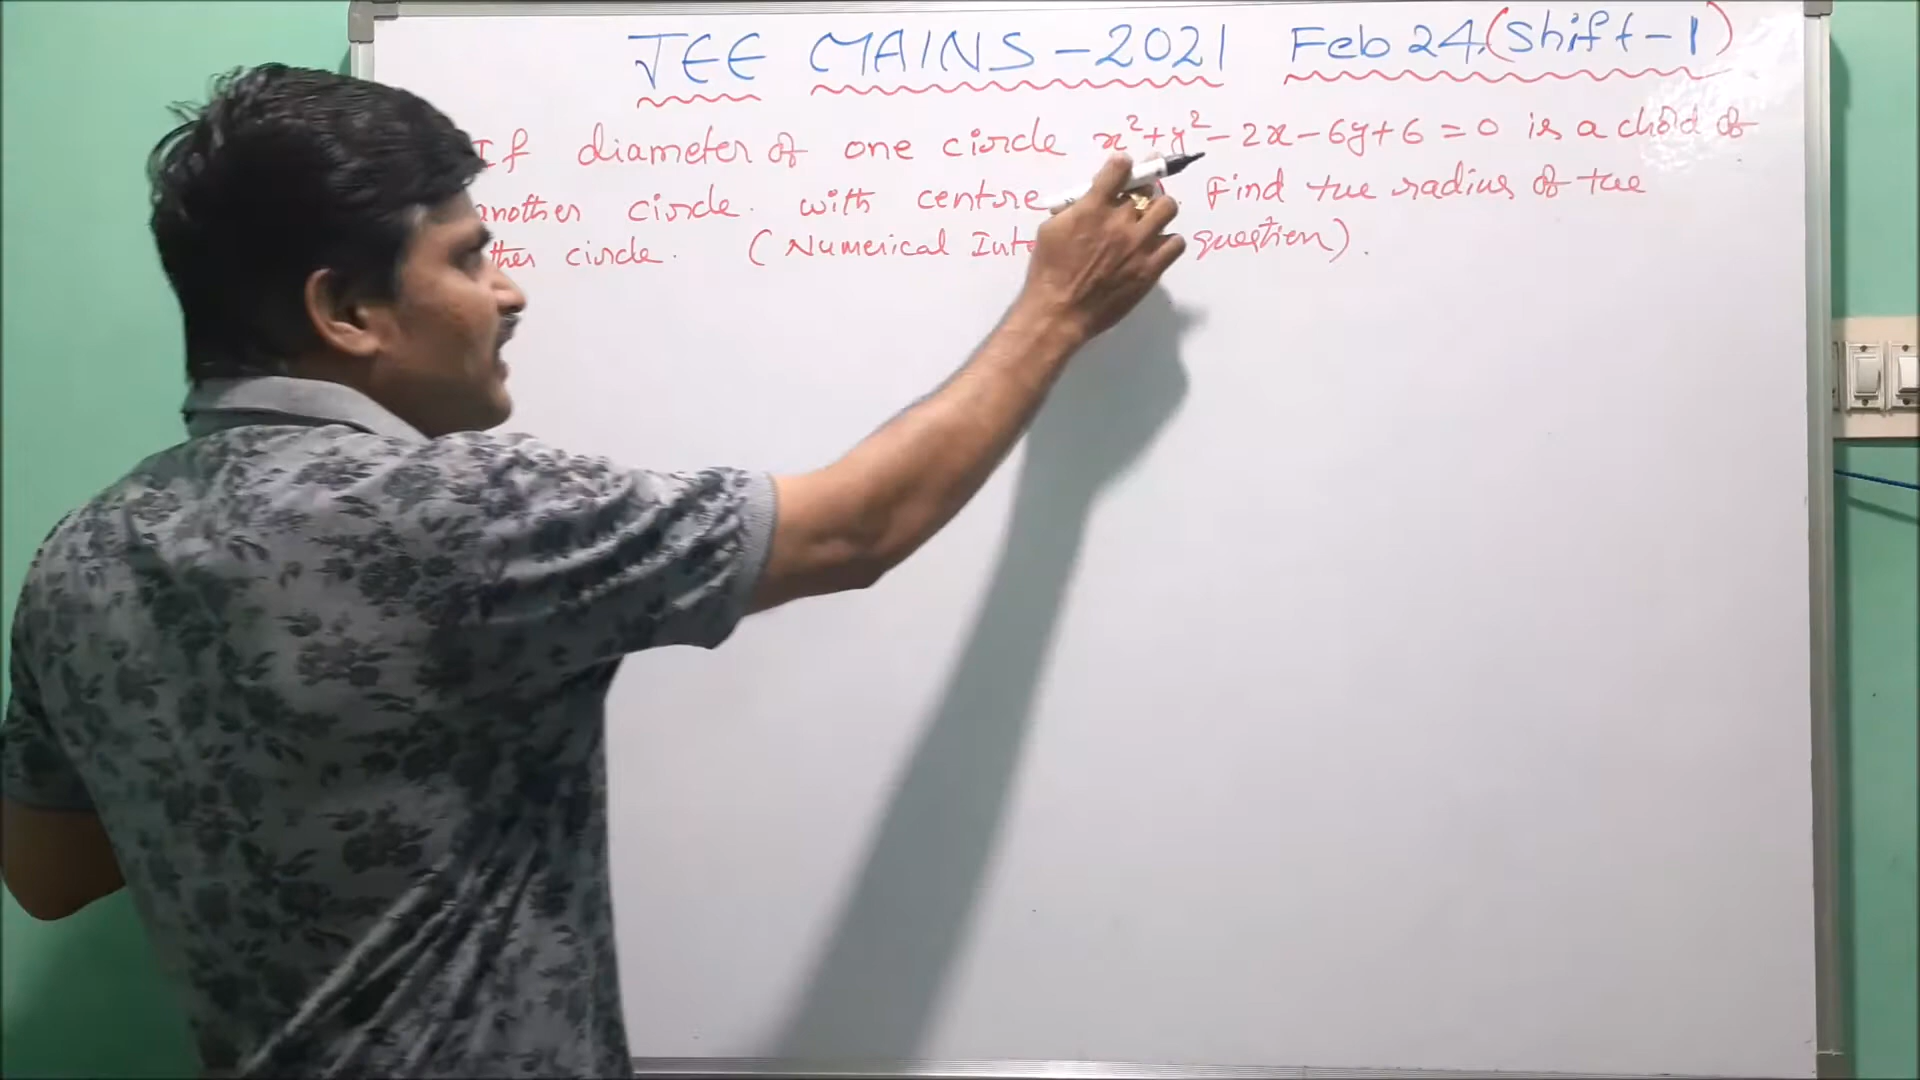 JEE MAINS-2021 Feb 24,(Shift-1)
If diameter of one circle x²+y²-2x-6y+6=0 is a chord of
another circle. with centre Find the radius of the
ther circle. (Numerical Inte question).